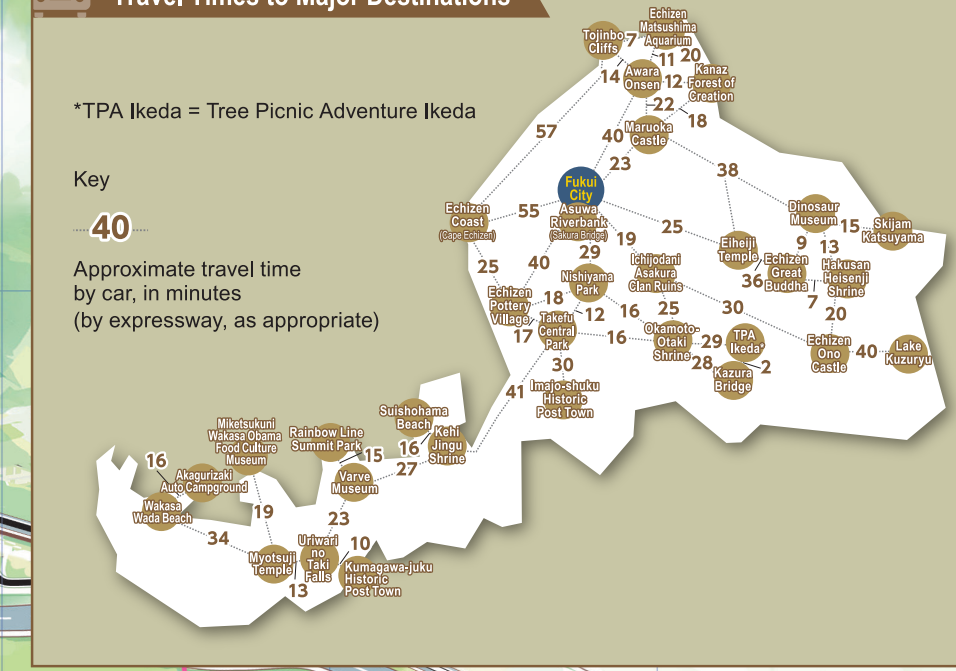 Travel Times to Major Destinations
*TPA Ikeda = Tree Picnic Adventure Ikeda
Key
40
Approximate travel time
by car, in minutes
(by expressway, as appropriate)
Tojinbo
Cliffs
7
Echizen
Matsushima
Aquarium
14
11
20
Awara
Onsen
12
Kanaz
Forest of
Creation
22
18
57
40
Maruoka
Castle
23
38
Fukui
City
Asuwa
Riverbank
(Sakura Bridge)
Echizen
Coast
(Cape Echizen)
55
19
25
Dinosaur
Museum
15
Skijam
Katsuyama
Eiheiji
Temple
9
13
25
40
29
Ichijodani
Asakura
Clan Ruins
36
Echizen
Great
Buddha
Hakusan
Heisenji
Shrine
7
Nishiyama
Park
Echizen
Pottery
Village
18
16
25
30
20
12
17
Takefu
Central
Park
16
Okamoto-
Otaki
Shrine
29
TPA
Ikeda*
Echizen
Ono
Castle
40
Lake
Kuzuryu
28
2
Kazura
Bridge
30
41
Imajo-shuku
Historic
Post Town
Suishohama
Beach
Kehi
Jingu
Shrine
16
27
Miketsukuni
Wakasa Obama
Food Culture
Museum
Rainbow Line
Summit Park
15
Varve
Museum
16
Akagurizaki
Auto Campground
Wakasa
Wada Beach
19
23
34
Myotsuji
Temple
Uriwari
no
Taki
Falls
10
Kumagawa-juku
Historic
Post Town
13